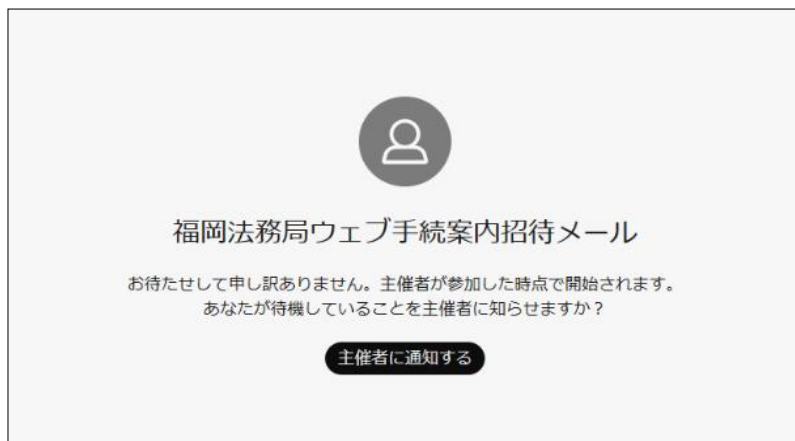 福岡法務局ウェブ手続案内招待メール
お待たせして申し訳ありません。主催者が参加した時点で開始されます。
あなたが待機していることを主催者に知らせますか？
主催者に通知する